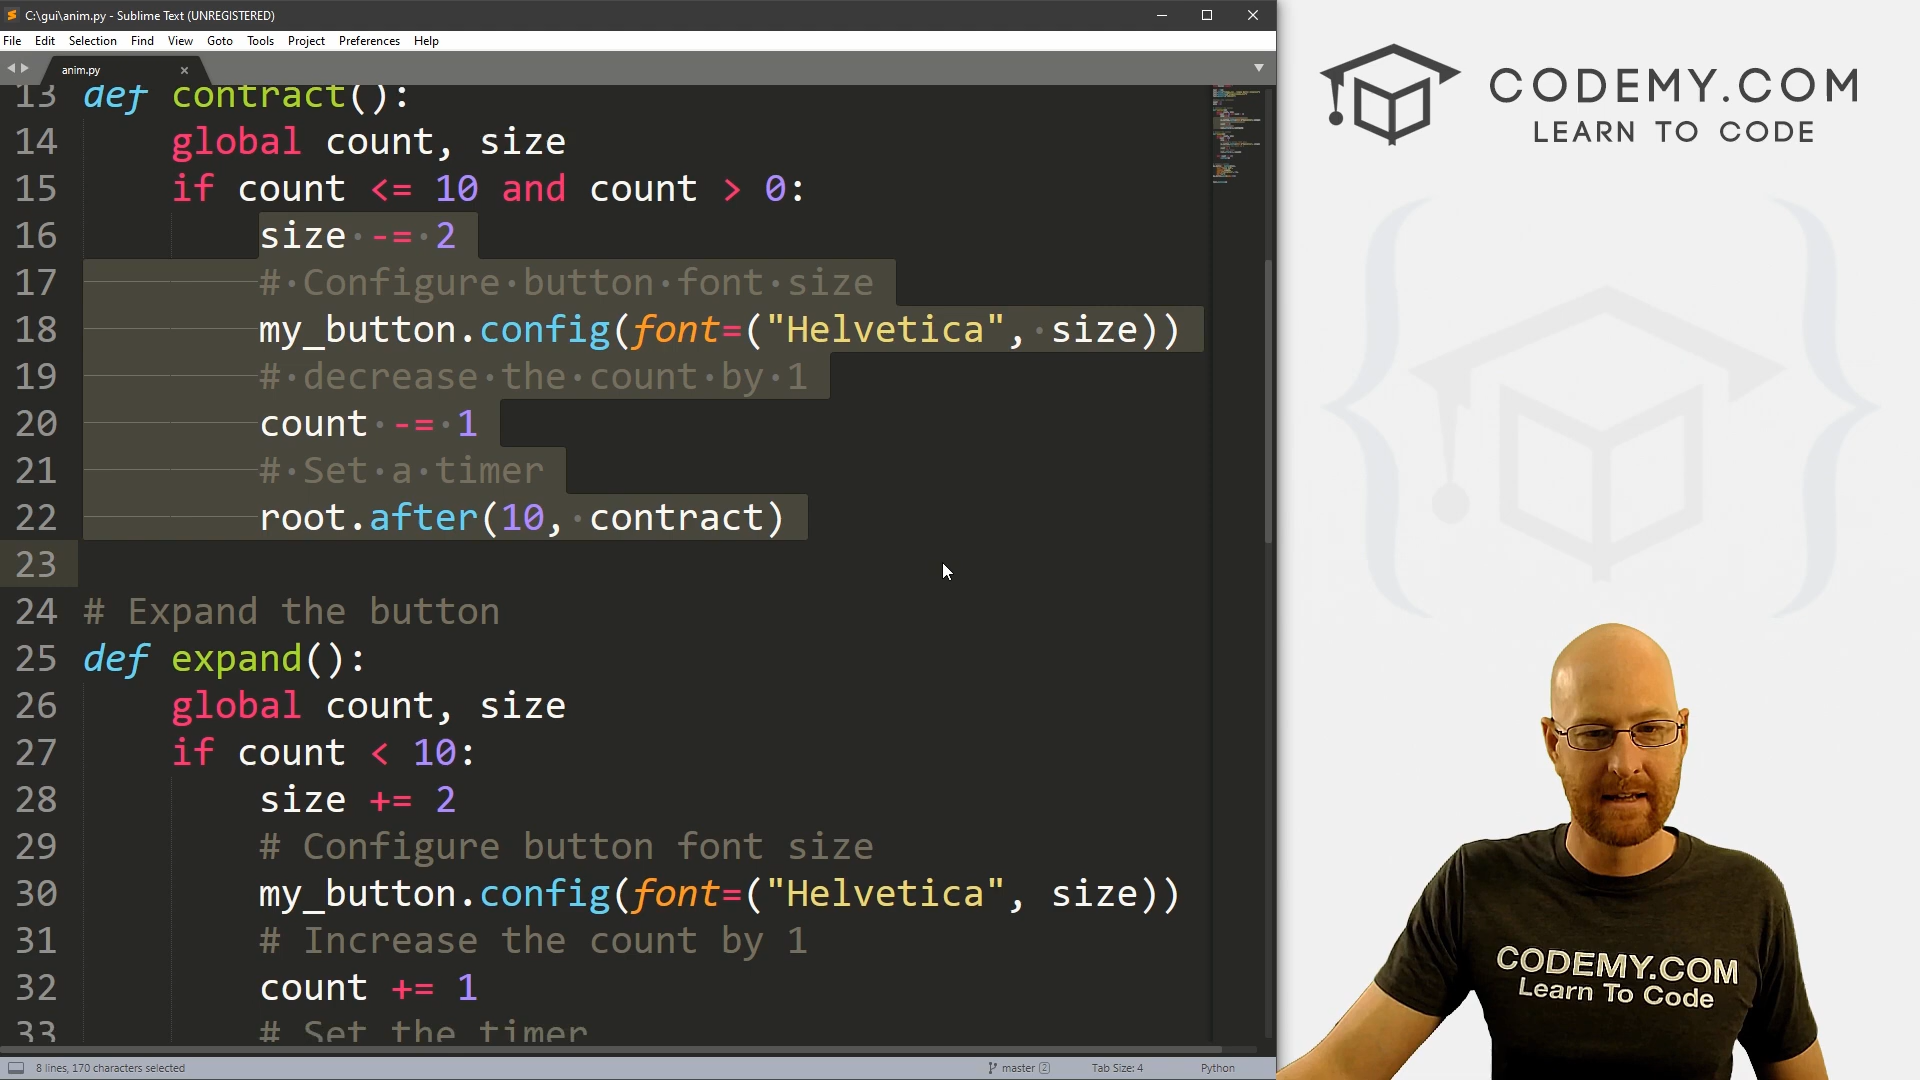 C:\gui\anim.py - Sublime Text (UNREGISTERED)
File Edit Selection Find View Goto Tools Project Preferences Help
anim.py
13 def contract():
14 global count, size
15 if count <= 10 and count > 0:
16 size -= 2
17 # Configure button font size
18 my_button.config(font=("Helvetica", size))
19 # decrease the count by 1
20 count -= 1
21 # Set a timer
22 root.after(10, contract)
23
24 # Expand the button
25 def expand():
26 global count, size
27 if count < 10:
28 size += 2
29 # Configure button font size
30 my_button.config(font=("Helvetica", size))
31 # Increase the count by 1
32 count += 1
33 # Set the timer
8 lines, 170 characters selected
master 2
Tab Size: 4
Python
CODEMY.COM
LEARN TO CODE
CODEMY.COM
Learn To Code